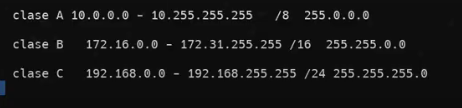 clase A 10.0.0.0 - 10.255.255.255 /8 255.0.0.0
clase B 172.16.0.0 - 172.31.255.255 /16 255.255.0.0
clase C 192.168.0.0 - 192.168.255.255 /24 255.255.255.0